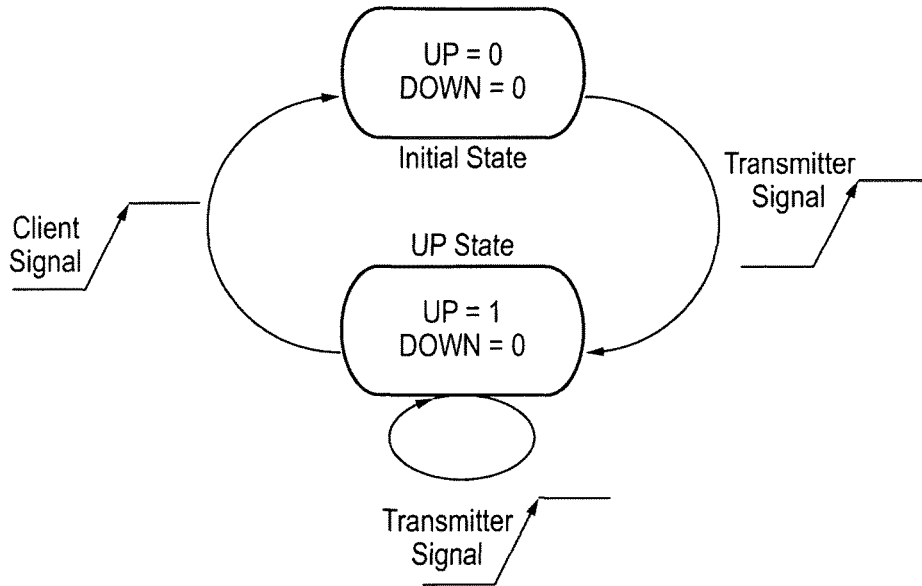 UP = 0
DOWN = 0
Initial State
Transmitter
Signal
Client
Signal
UP State
UP = 1
DOWN = 0
Transmitter
Signal